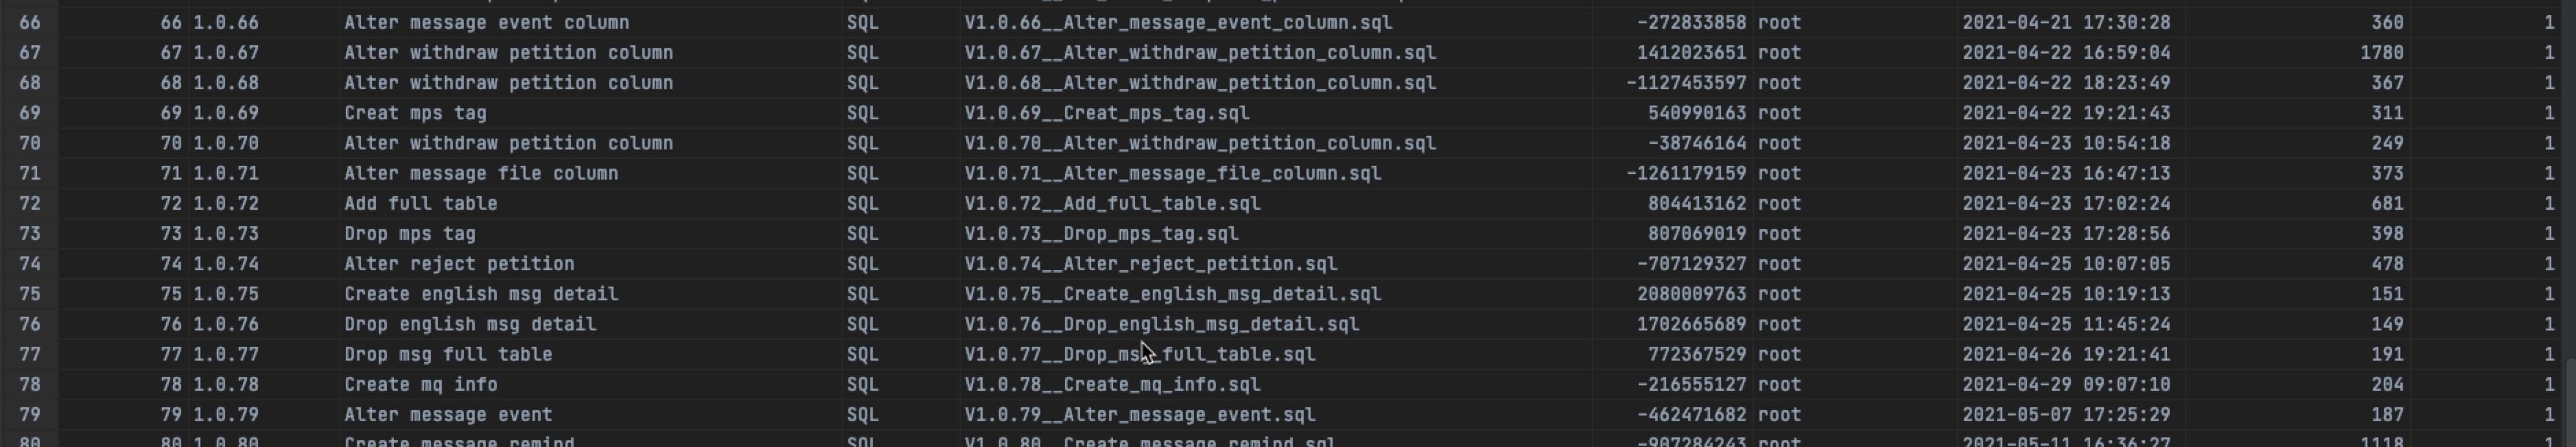 66 66 1.0.66 Alter message event column SQL V1.0.66__Alter_message_event_column.sql -272833858 root 2021-04-21 17:30:28 360 1
67 67 1.0.67 Alter withdraw petition column SQL V1.0.67__Alter_withdraw_petition_column.sql 1412023651 root 2021-04-22 16:59:04 1780 1
68 68 1.0.68 Alter withdraw petition column SQL V1.0.68__Alter_withdraw_petition_column.sql -1127453597 root 2021-04-22 18:23:49 367 1
69 69 1.0.69 Creat mps tag SQL V1.0.69__Creat_mps_tag.sql 540990163 root 2021-04-22 19:21:43 311 1
70 70 1.0.70 Alter withdraw petition column SQL V1.0.70__Alter_withdraw_petition_column.sql -38746164 root 2021-04-23 10:54:18 249 1
71 71 1.0.71 Alter message file column SQL V1.0.71__Alter_message_file_column.sql -1261179159 root 2021-04-23 16:47:13 373 1
72 72 1.0.72 Add full table SQL V1.0.72__Add_full_table.sql 804413162 root 2021-04-23 17:02:24 681 1
73 73 1.0.73 Drop mps tag SQL V1.0.73__Drop_mps_tag.sql 807069019 root 2021-04-23 17:28:56 398 1
74 74 1.0.74 Alter reject petition SQL V1.0.74__Alter_reject_petition.sql -707129327 root 2021-04-25 10:07:05 478 1
75 75 1.0.75 Create english msg detail SQL V1.0.75__Create_english_msg_detail.sql 2080009763 root 2021-04-25 10:19:13 151 1
76 76 1.0.76 Drop english msg detail SQL V1.0.76__Drop_english_msg_detail.sql 1702665689 root 2021-04-25 11:45:24 149 1
77 77 1.0.77 Drop msg full table SQL V1.0.77__Drop_msg_full_table.sql 772367529 root 2021-04-26 19:21:41 191 1
78 78 1.0.78 Create mq info SQL V1.0.78__Create_mq_info.sql -216555127 root 2021-04-29 09:07:10 204 1
79 79 1.0.79 Alter message event SQL V1.0.79__Alter_message_event.sql -462471682 root 2021-05-07 17:25:29 187 1
80 80 1.0.80 Create message remind SQL V1.0.80__Create_message_remind.sql -907284243 root 2021-05-11 16:36:27 1118 1